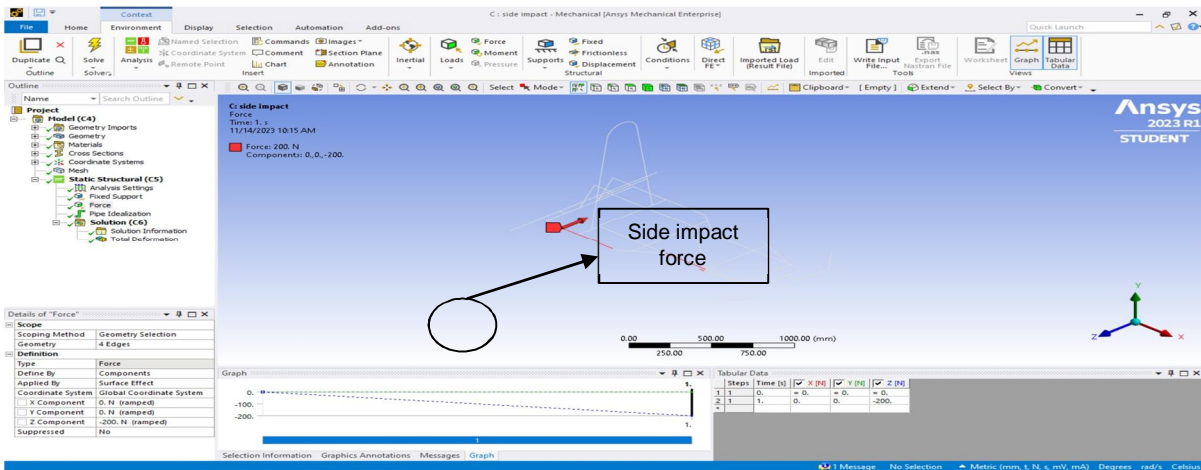 Context
C : side impact - Mechanical [Ansys Mechanical Enterprise]
File Home Environment Display Selection Automation Add-ons
Quick Launch
Duplicate Q
Outline
Solve
Solvers
Analysis
Named Selection
Coordinate System
Remote Point
Commands
Comment
Chart
Images
Section Plane
Annotation
Insert
Inertial
Loads
Force
Moment
Pressure
Supports
Fixed
Frictionless
Displacement
Structural
Conditions
Direct FE
Imported Load (Result File)
Edit
Imported
Write Input File...
.nas
Export Nastran File
Tools
Worksheet
Graph
Tabular Data
Views
Outline
Name Search Outline
Select Mode Clipboard [ Empty ] Extend Select By Convert
Project
Model (C4)
Geometry Imports
Geometry
Materials
Cross Sections
Coordinate Systems
Mesh
Static Structural (C5)
Analysis Settings
Fixed Support
Force
Pipe Idealization
Solution (C6)
Solution Information
Total Deformation
C: side impact
Force
Time: 1. s
11/14/2023 10:15 AM
Force: 200. N
Components: 0.,0.,-200.
Ansys
2023 R1
STUDENT
Side impact
force
0.00 500.00 1000.00 (mm)
250.00 750.00
Y
Z X
Details of "Force"
Scope
Scoping Method Geometry Selection
Geometry 4 Edges
Definition
Type Force
Define By Components
Applied By Surface Effect
Coordinate System Global Coordinate System
X Component 0. N (ramped)
Y Component 0. N (ramped)
Z Component -200. N (ramped)
Suppressed No
Graph
1.
0.
-100.
-200.
1.
1
Selection Information Graphics Annotations Messages Graph
Tabular Data
Steps Time [s] X [N] Y [N] Z [N]
1 1 0. = 0. = 0. = 0.
2 1 1. 0. 0. -200.
*
1 Message No Selection Metric (mm, t, N, s, mV, mA) Degrees rad/s Celsius